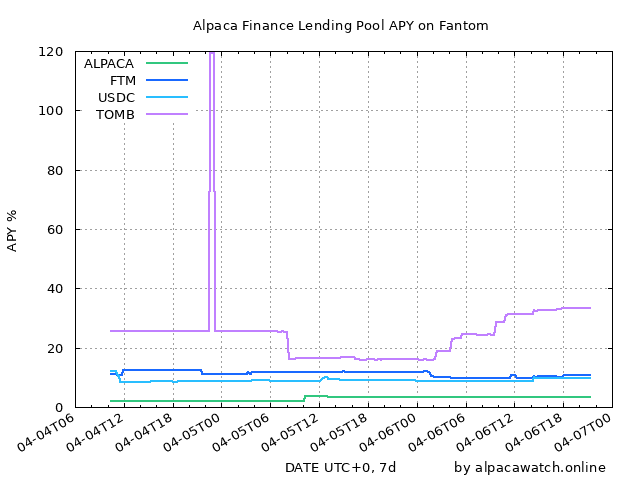 Alpaca Finance Lending Pool APY on Fantom
120
100
80
60
40
20
0
APY %
ALPACA
FTM
USDC
TOMB
04-04T06
04-04T12
04-04T18
04-05T00
04-05T06
04-05T12
04-05T18
04-06T00
04-06T06
04-06T12
04-06T18
04-07T00
DATE UTC+0, 7d
by alpacawatch.online